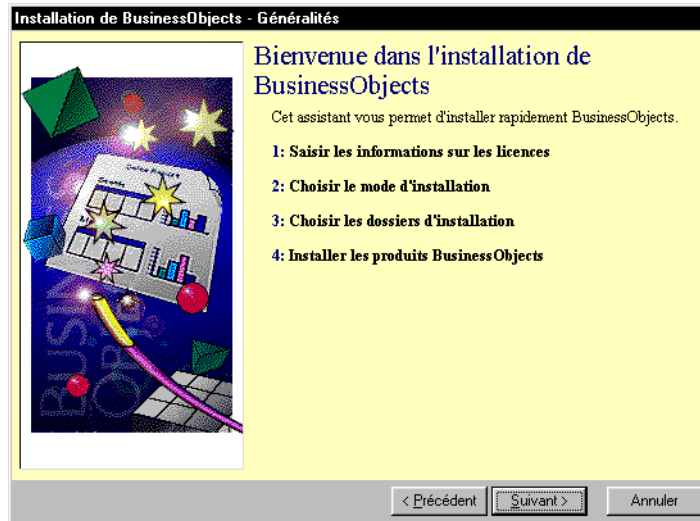 Installation de BusinessObjects - Généralités
Bienvenue dans l'installation de
BusinessObjects
Cet assistant vous permet d'installer rapidement BusinessObjects.
1: Saisir les informations sur les licences
2: Choisir le mode d'installation
3: Choisir les dossiers d'installation
4: Installer les produits BusinessObjects
< Précédent
Suivant >
Annuler